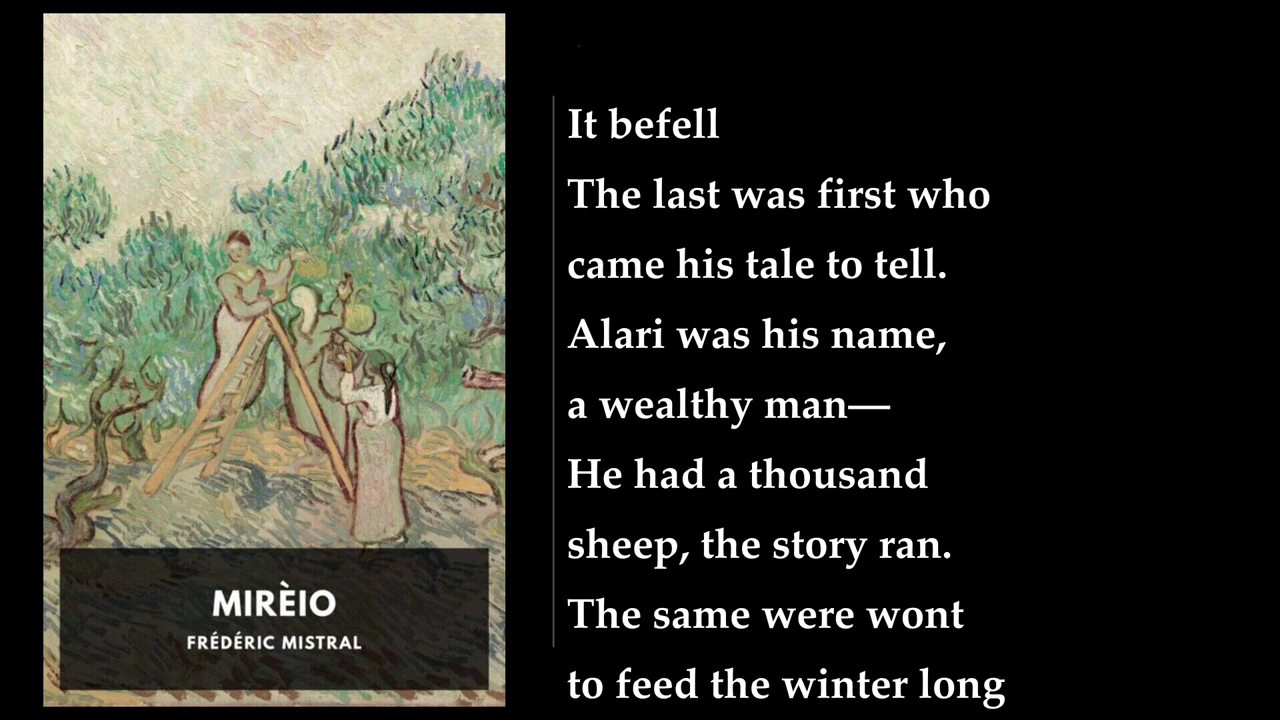 MIRÈIO
FRÉDÉRIC MISTRAL
It befell
The last was first who
came his tale to tell.
Alari was his name,
a wealthy man—
He had a thousand
sheep, the story ran.
The same were wont
to feed the winter long